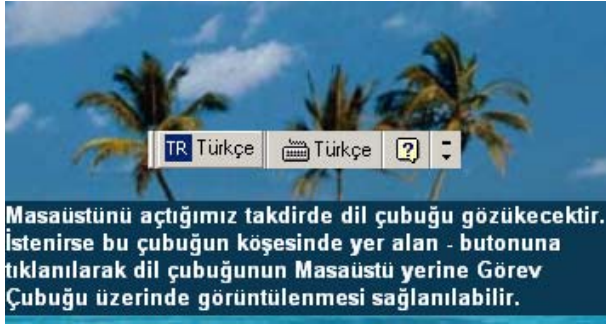 TR Türkçe Türkçe ?
Masaüstünü açtığımız takdirde dil çubuğu gözükecektir.
İstenirse bu çubuğun köşesinde yer alan - butonuna
tıklanılarak dil çubuğunun Masaüstü yerine Görev
Çubuğu üzerinde görüntülenmesi sağlanılabilir.